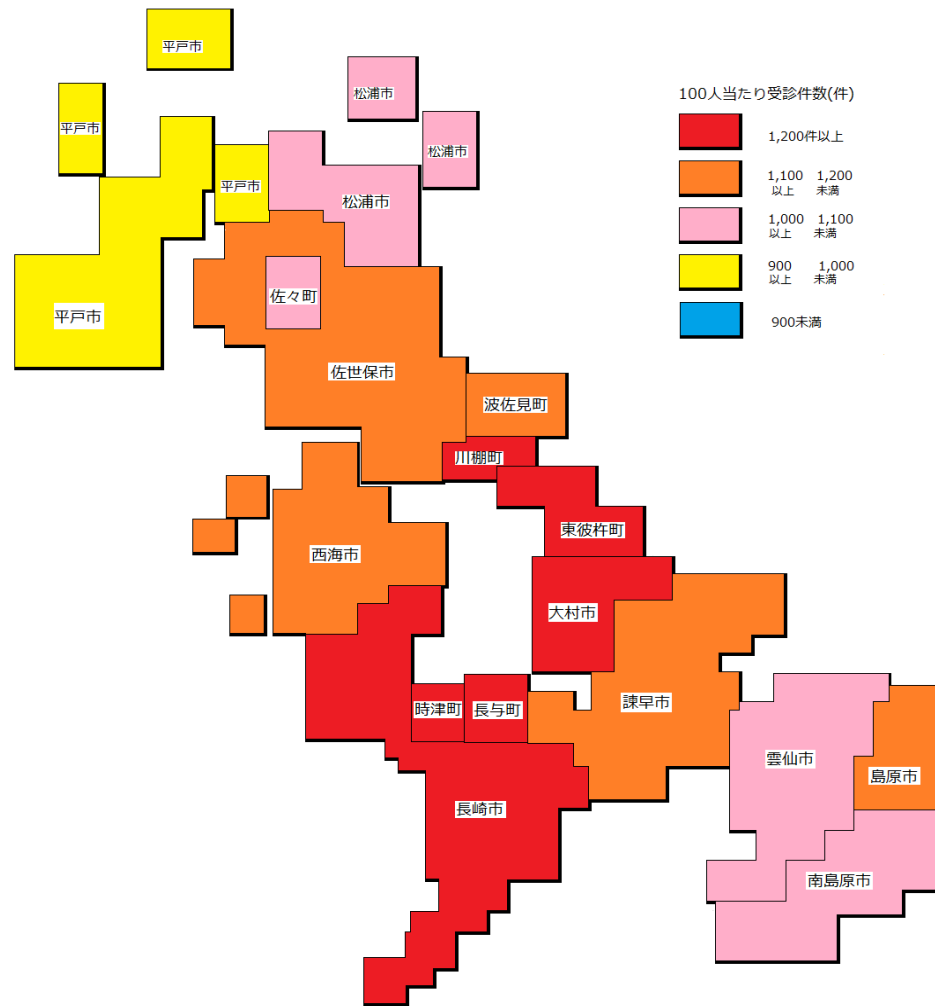 平戸市
松浦市
100人当たり受診件数(件)
平戸市
松浦市
1,200件以上
平戸市
松浦市
1,100 1,200
以上 未満
1,000 1,100
以上 未満
900 1,000
以上 未満
900未満
佐々町
平戸市
佐世保市
波佐見町
川棚町
東彼杵町
西海市
大村市
諫早市
時津町
長与町
雲仙市
島原市
長崎市
南島原市